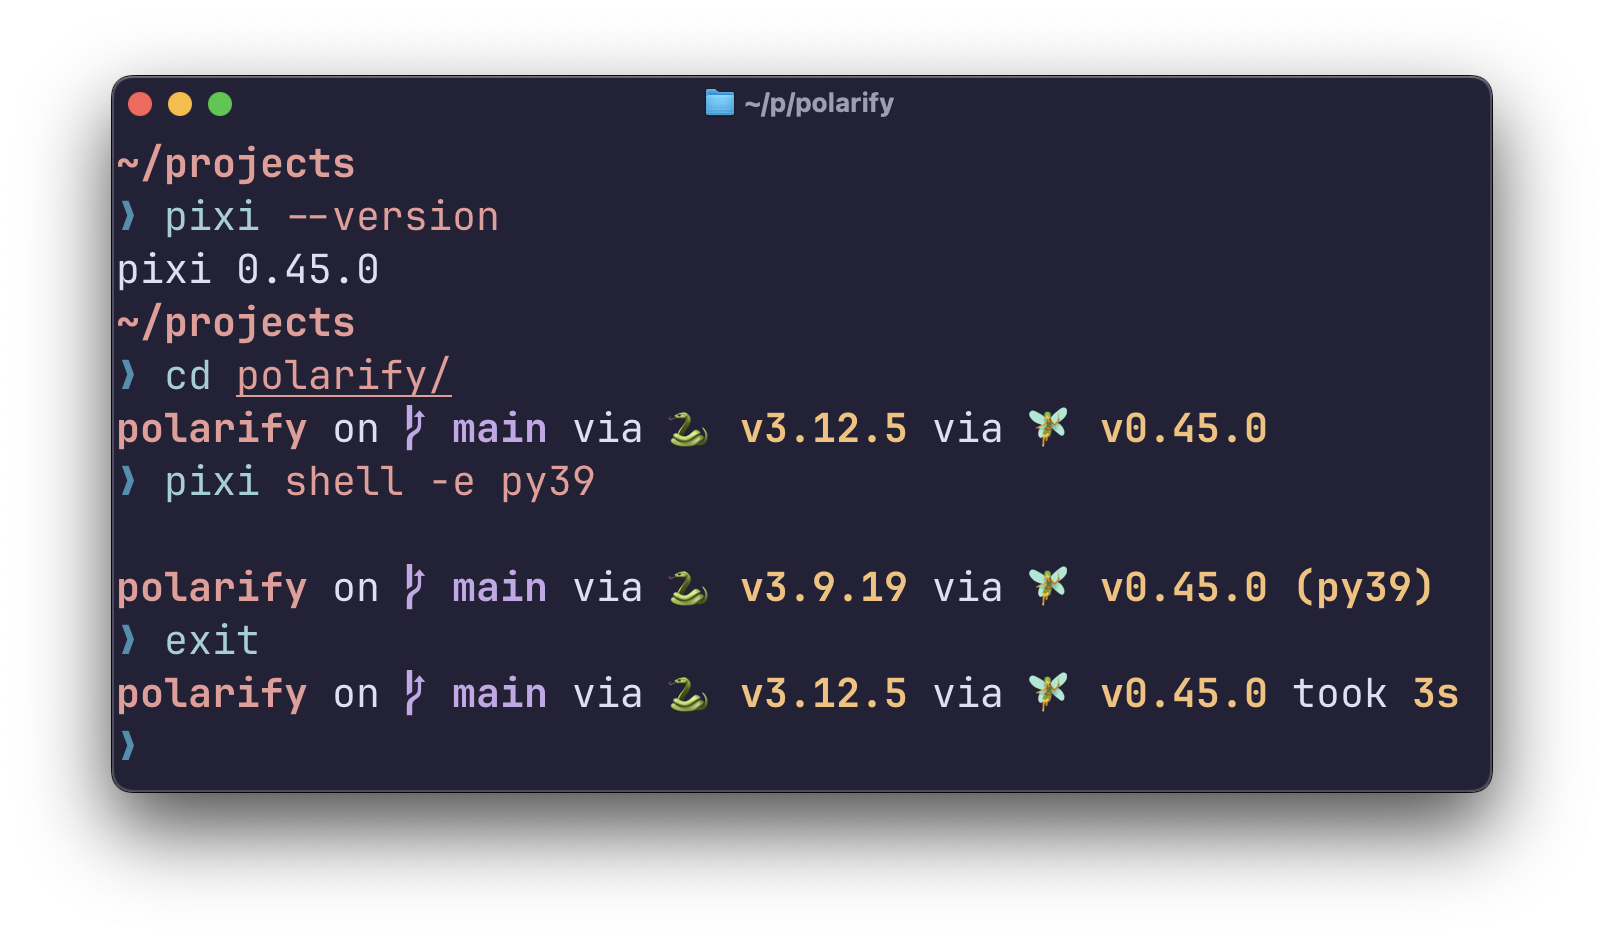 ~/p/polarify
~/projects
❯ pixi --version
pixi 0.45.0
~/projects
❯ cd polarify/
polarify on main via 🐍 v3.12.5 via 🧚 v0.45.0
❯ pixi shell -e py39
polarify on main via 🐍 v3.9.19 via 🧚 v0.45.0 (py39)
❯ exit
polarify on main via 🐍 v3.12.5 via 🧚 v0.45.0 took 3s
❯